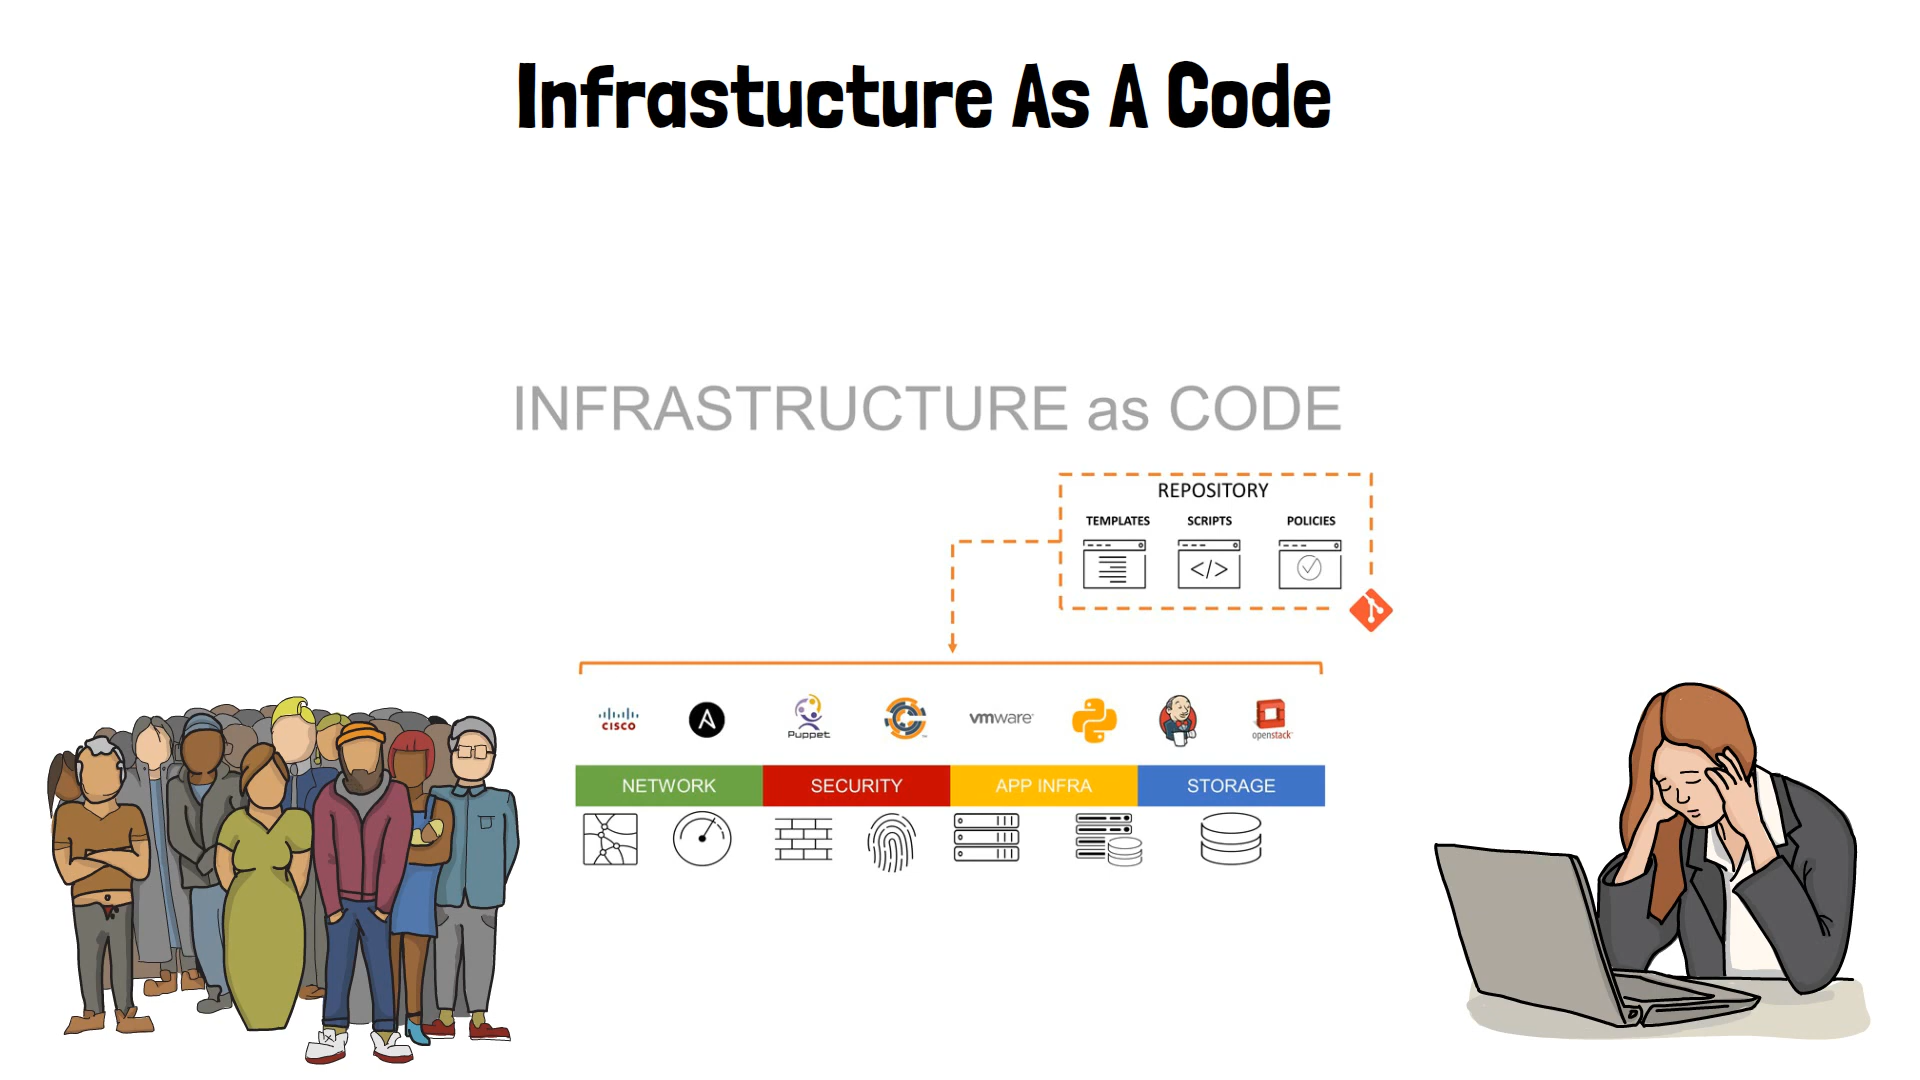 Infrastucture As A Code
INFRASTRUCTURE as CODE
REPOSITORY
TEMPLATES SCRIPTS POLICIES
</>
CISCO A Puppet vmware openstack
NETWORK SECURITY APP INFRA STORAGE